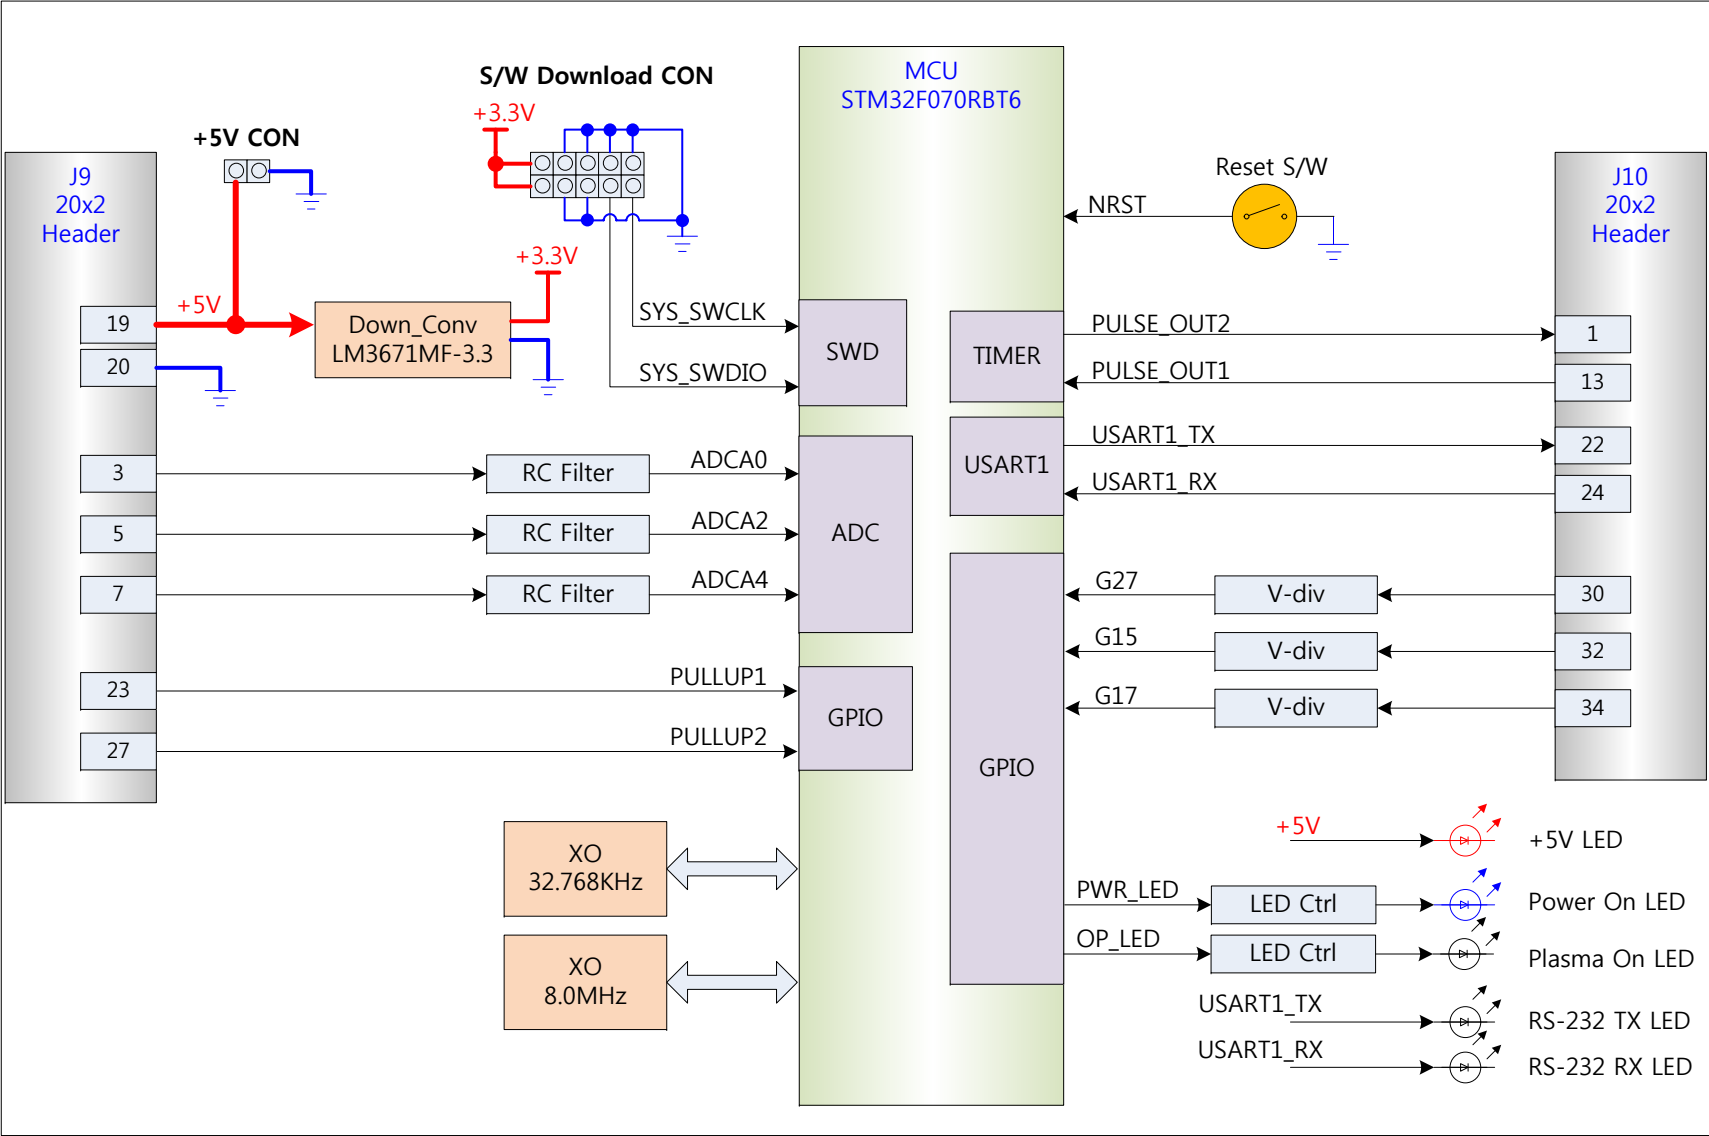 MCU
STM32F070RBT6
S/W Download CON
+3.3V
+5V CON
J9
20x2
Header
Reset S/W
J10
20x2
Header
NRST
+3.3V
+5V
19
20
Down_Conv
LM3671MF-3.3
SYS_SWCLK
SYS_SWDIO
SWD
TIMER
PULSE_OUT2
1
PULSE_OUT1
13
USART1
USART1_TX
22
USART1_RX
24
3
RC Filter
ADCA0
5
RC Filter
ADCA2
ADC
7
RC Filter
ADCA4
G27
V-div
30
G15
V-div
32
G17
V-div
34
23
PULLUP1
GPIO
27
PULLUP2
GPIO
XO
32.768KHz
XO
8.0MHz
+5V
+5V LED
PWR_LED
LED Ctrl
Power On LED
OP_LED
LED Ctrl
Plasma On LED
USART1_TX
RS-232 TX LED
USART1_RX
RS-232 RX LED